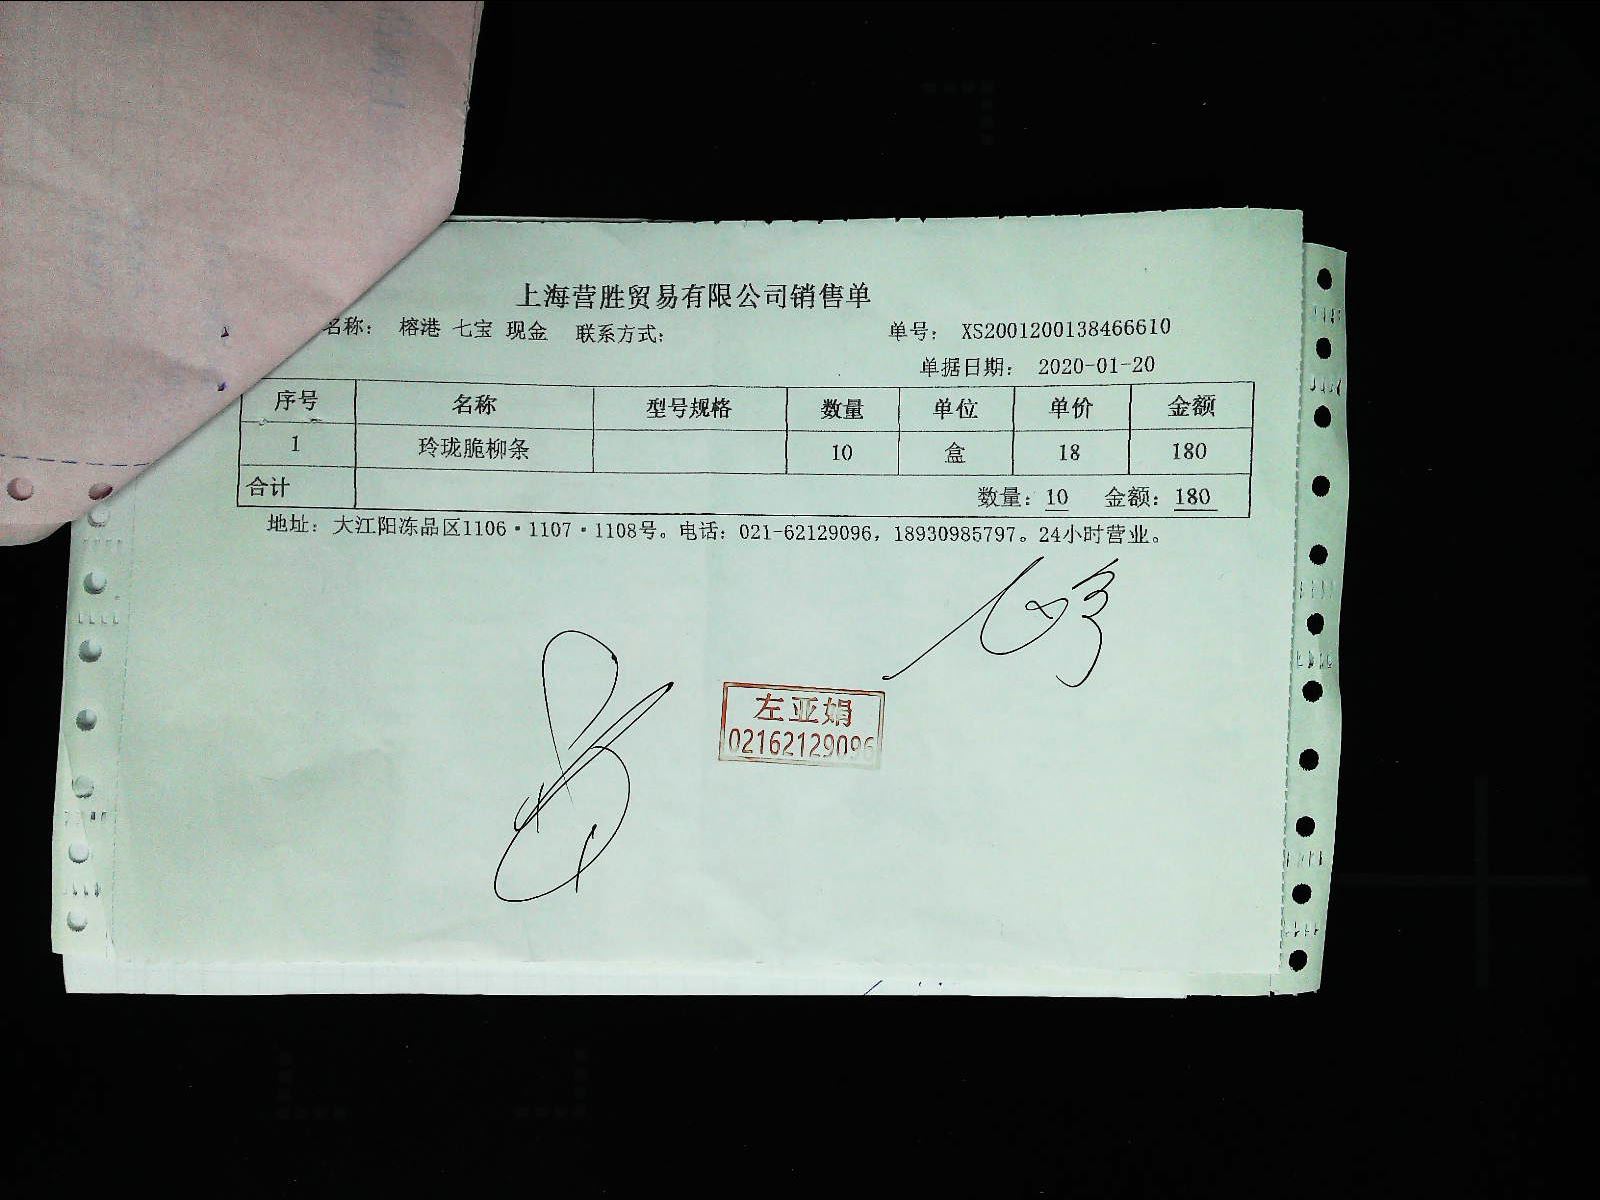 上海营胜贸易有限公司销售单
名称： 榕港 七宝 现金 联系方式： 单号： XS2001200138466610
单据日期： 2020-01-20
序号 名称 型号规格 数量 单位 单价 金额
1 玲珑脆柳条 10 盒 18 180
合计 数量：10 金额：180
地址：大江阳冻品区1106·1107·1108号。电话：021-62129096，18930985797。24小时营业。
左亚娟
02162129096